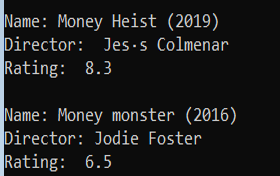 Name: Money Heist (2019)
Director:  Jes·s Colmenar
Rating:  8.3
Name: Money monster (2016)
Director: Jodie Foster
Rating:  6.5